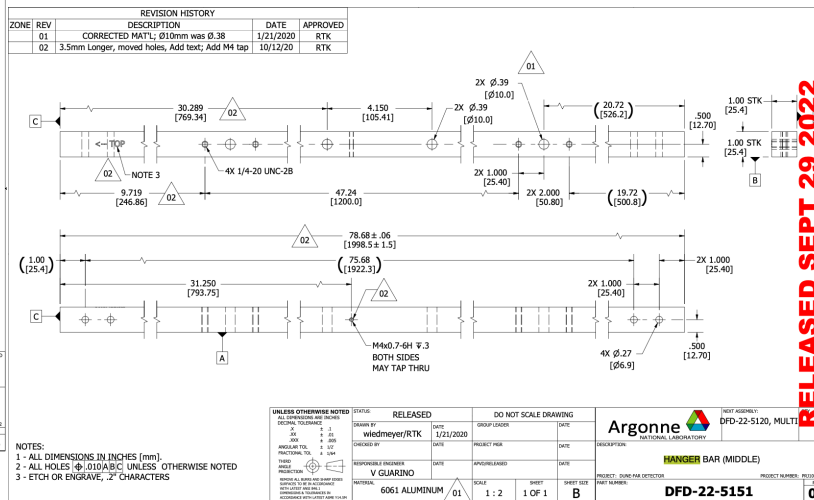 REVISION HISTORY
ZONE REV DESCRIPTION DATE APPROVED
01 CORRECTED MAT'L; Ø10mm was Ø.38 1/21/2020 RTK
02 3.5mm Longer, moved holes, Add text; Add M4 tap 10/12/20 RTK
01
2X Ø.39
[Ø10.0]
30.289
[769.34]
02
4.150
[105.41]
2X Ø.39
[Ø10.0]
(20.72)
[526.2]
.500
[12.70]
1.00 STK
[25.4]
C
<-- TOP
NOTE 3
02
4X 1/4-20 UNC-2B
2X 1.000
[25.40]
1.00 STK
[25.4]
B
9.719
[246.86]
02
47.24
[1200.0]
2X 2.000
[50.80]
(19.72)
[500.8]
02
78.68± .06
[1998.5± 1.5]
(1.00)
[25.4]
(75.68)
[1922.3]
2X 1.000
[25.40]
31.250
[793.75]
02
2X 1.000
[25.40]
C
A
M4x0.7-6H ↧.3
BOTH SIDES
MAY TAP THRU
4X Ø.27
[Ø6.9]
.500
[12.70]
RELEASED SEPT 29 2022
NOTES:
1 - ALL DIMENSIONS IN INCHES [mm].
2 - ALL HOLES ⌖ .010 A B C UNLESS OTHERWISE NOTED
3 - ETCH OR ENGRAVE, .2" CHARACTERS
UNLESS OTHERWISE NOTED
ALL DIMENSIONS ARE INCHES
DECIMAL TOLERANCE
.X ± .1
.XX ± .01
.XXX ± .005
ANGULAR TOL ± 1/2
FRACTIONAL TOL ± 1/64
THIRD
ANGLE
PROJECTION
REMOVE ALL BURRS AND SHARP EDGES
STATUS: RELEASED
DO NOT SCALE DRAWING
DRAWN BY
wiedmeyer/RTK
DATE
1/21/2020
GROUP LEADER
DATE
CHECKED BY
DATE
PROJECT MGR
DATE
RESPONSIBLE ENGINEER
V GUARINO
DATE
APVD/RELEASED
DATE
MATERIAL
6061 ALUMINUM
01
SCALE
1 : 2
SHEET
1 OF 1
SHEET SIZE
B
Argonne
NATIONAL LABORATORY
NEXT ASSEMBLY:
DFD-22-5120, MULTI
DESCRIPTION:
HANGER BAR (MIDDLE)
PROJECT: DUNE-FAR DETECTOR
PROJECT NUMBER:
PART NUMBER:
DFD-22-5151